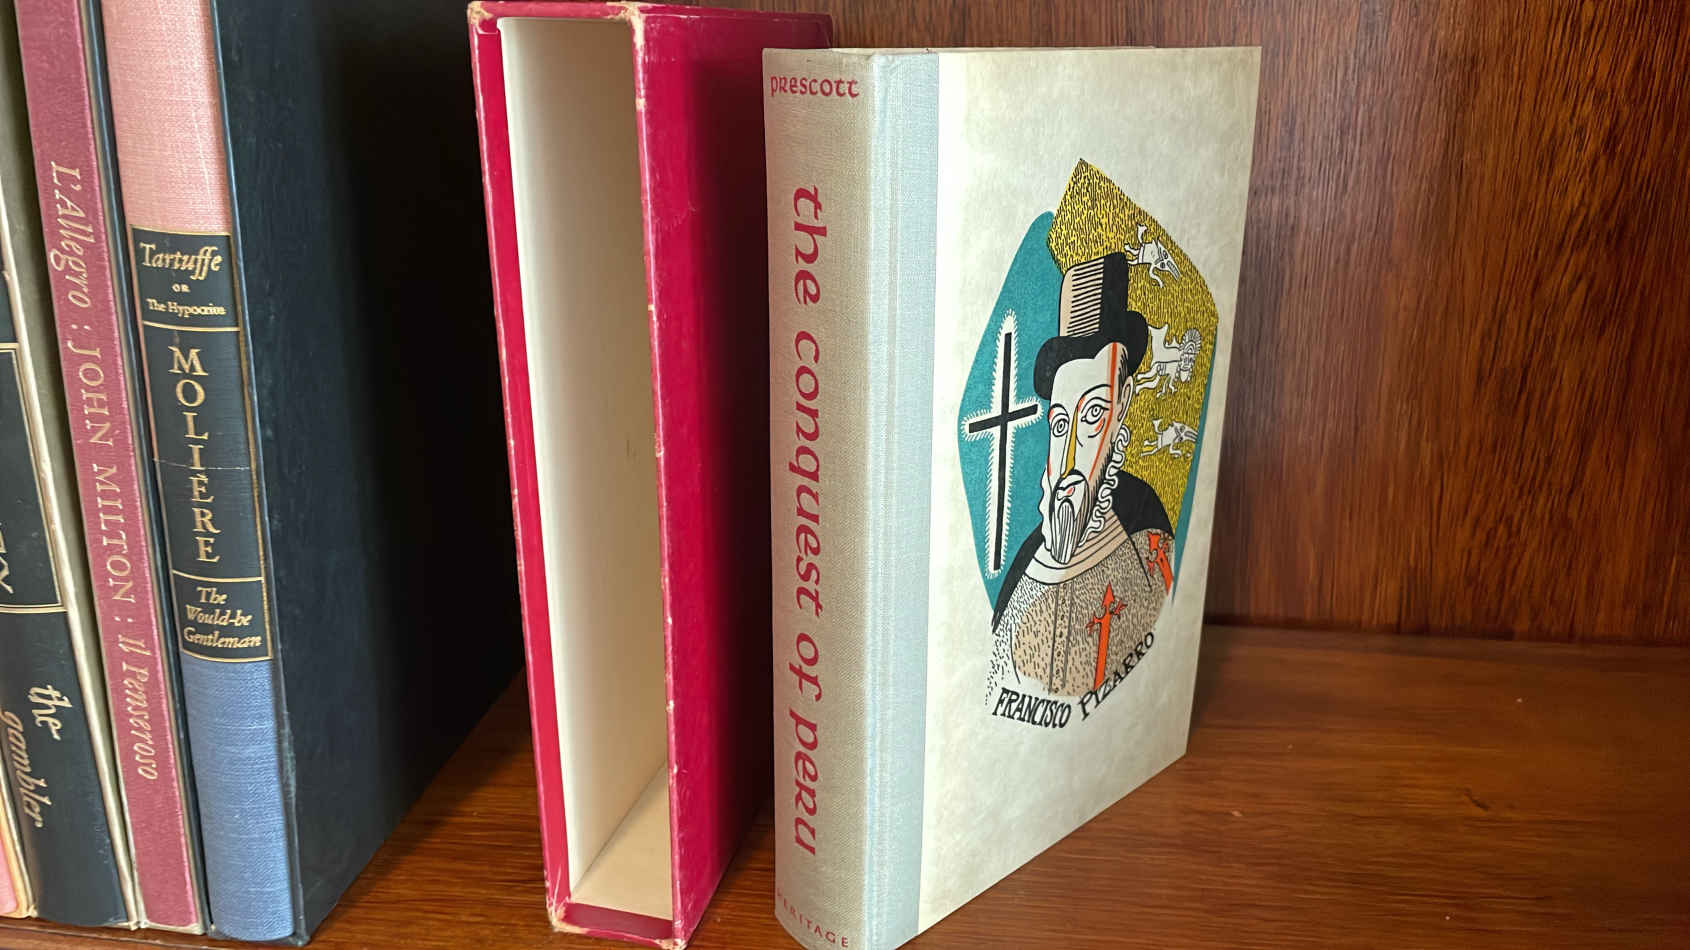 the
gambler
L'Allegro : JOHN MILTON : Il Penseroso
Tartuffe
OR
The Hypocrite
MOLIÈRE
The
Would-be
Gentleman
prescott
the conquest of peru
HERITAGE
FRANCISCO PIZARRO